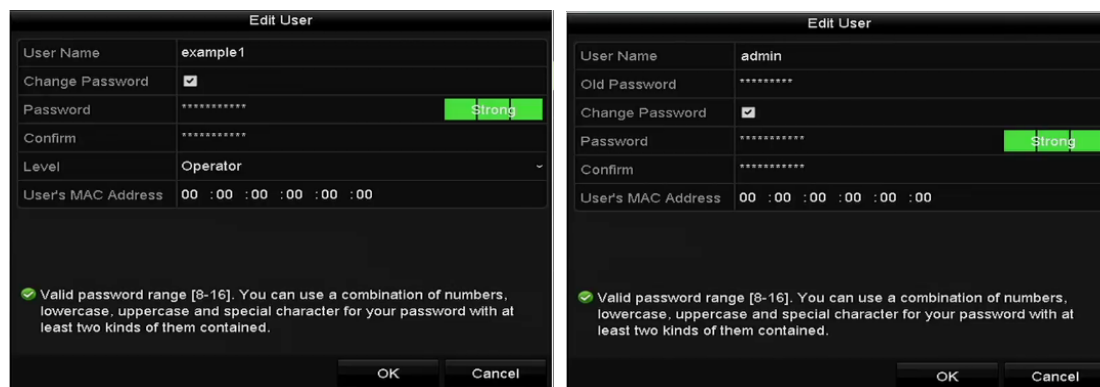 Edit User
User Name example1
Change Password
Password *********** Strong
Confirm ***********
Level Operator
User's MAC Address 00 :00 :00 :00 :00 :00
Valid password range [8-16]. You can use a combination of numbers,
lowercase, uppercase and special character for your password with at
least two kinds of them contained.
OK Cancel
Edit User
User Name admin
Old Password *********
Change Password
Password *********** Strong
Confirm ***********
User's MAC Address 00 :00 :00 :00 :00 :00
Valid password range [8-16]. You can use a combination of numbers,
lowercase, uppercase and special character for your password with at
least two kinds of them contained.
OK Cancel